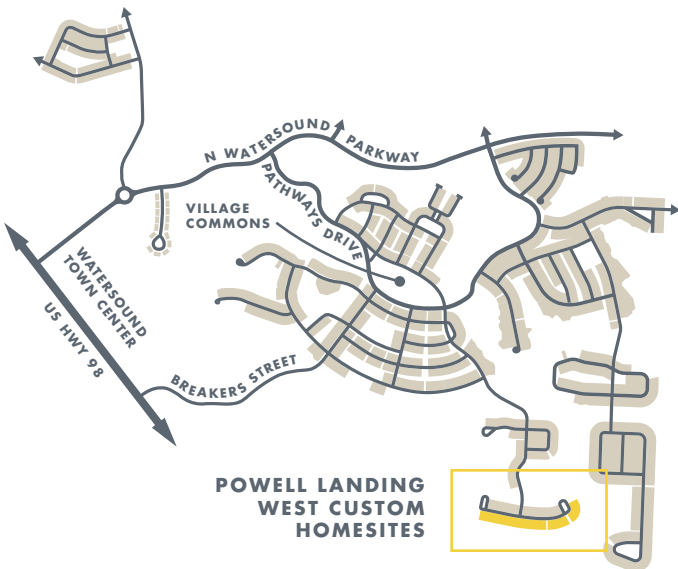 N WATERSOUND PARKWAY
PATHWAYS DRIVE
VILLAGE
COMMONS
WATERSOUND
TOWN CENTER
US HWY 98
BREAKERS STREET
POWELL LANDING
WEST CUSTOM
HOMESITES